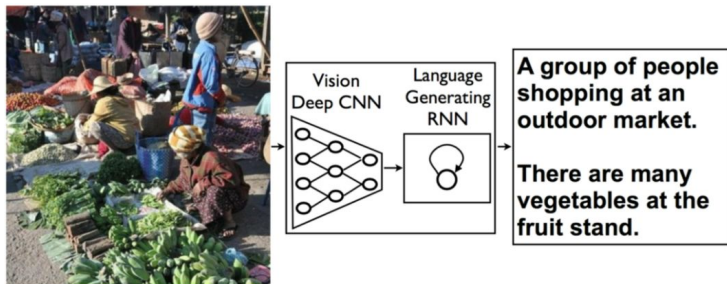 Vision
Deep CNN
Language
Generating
RNN
A group of people
shopping at an
outdoor market.
There are many
vegetables at the
fruit stand.